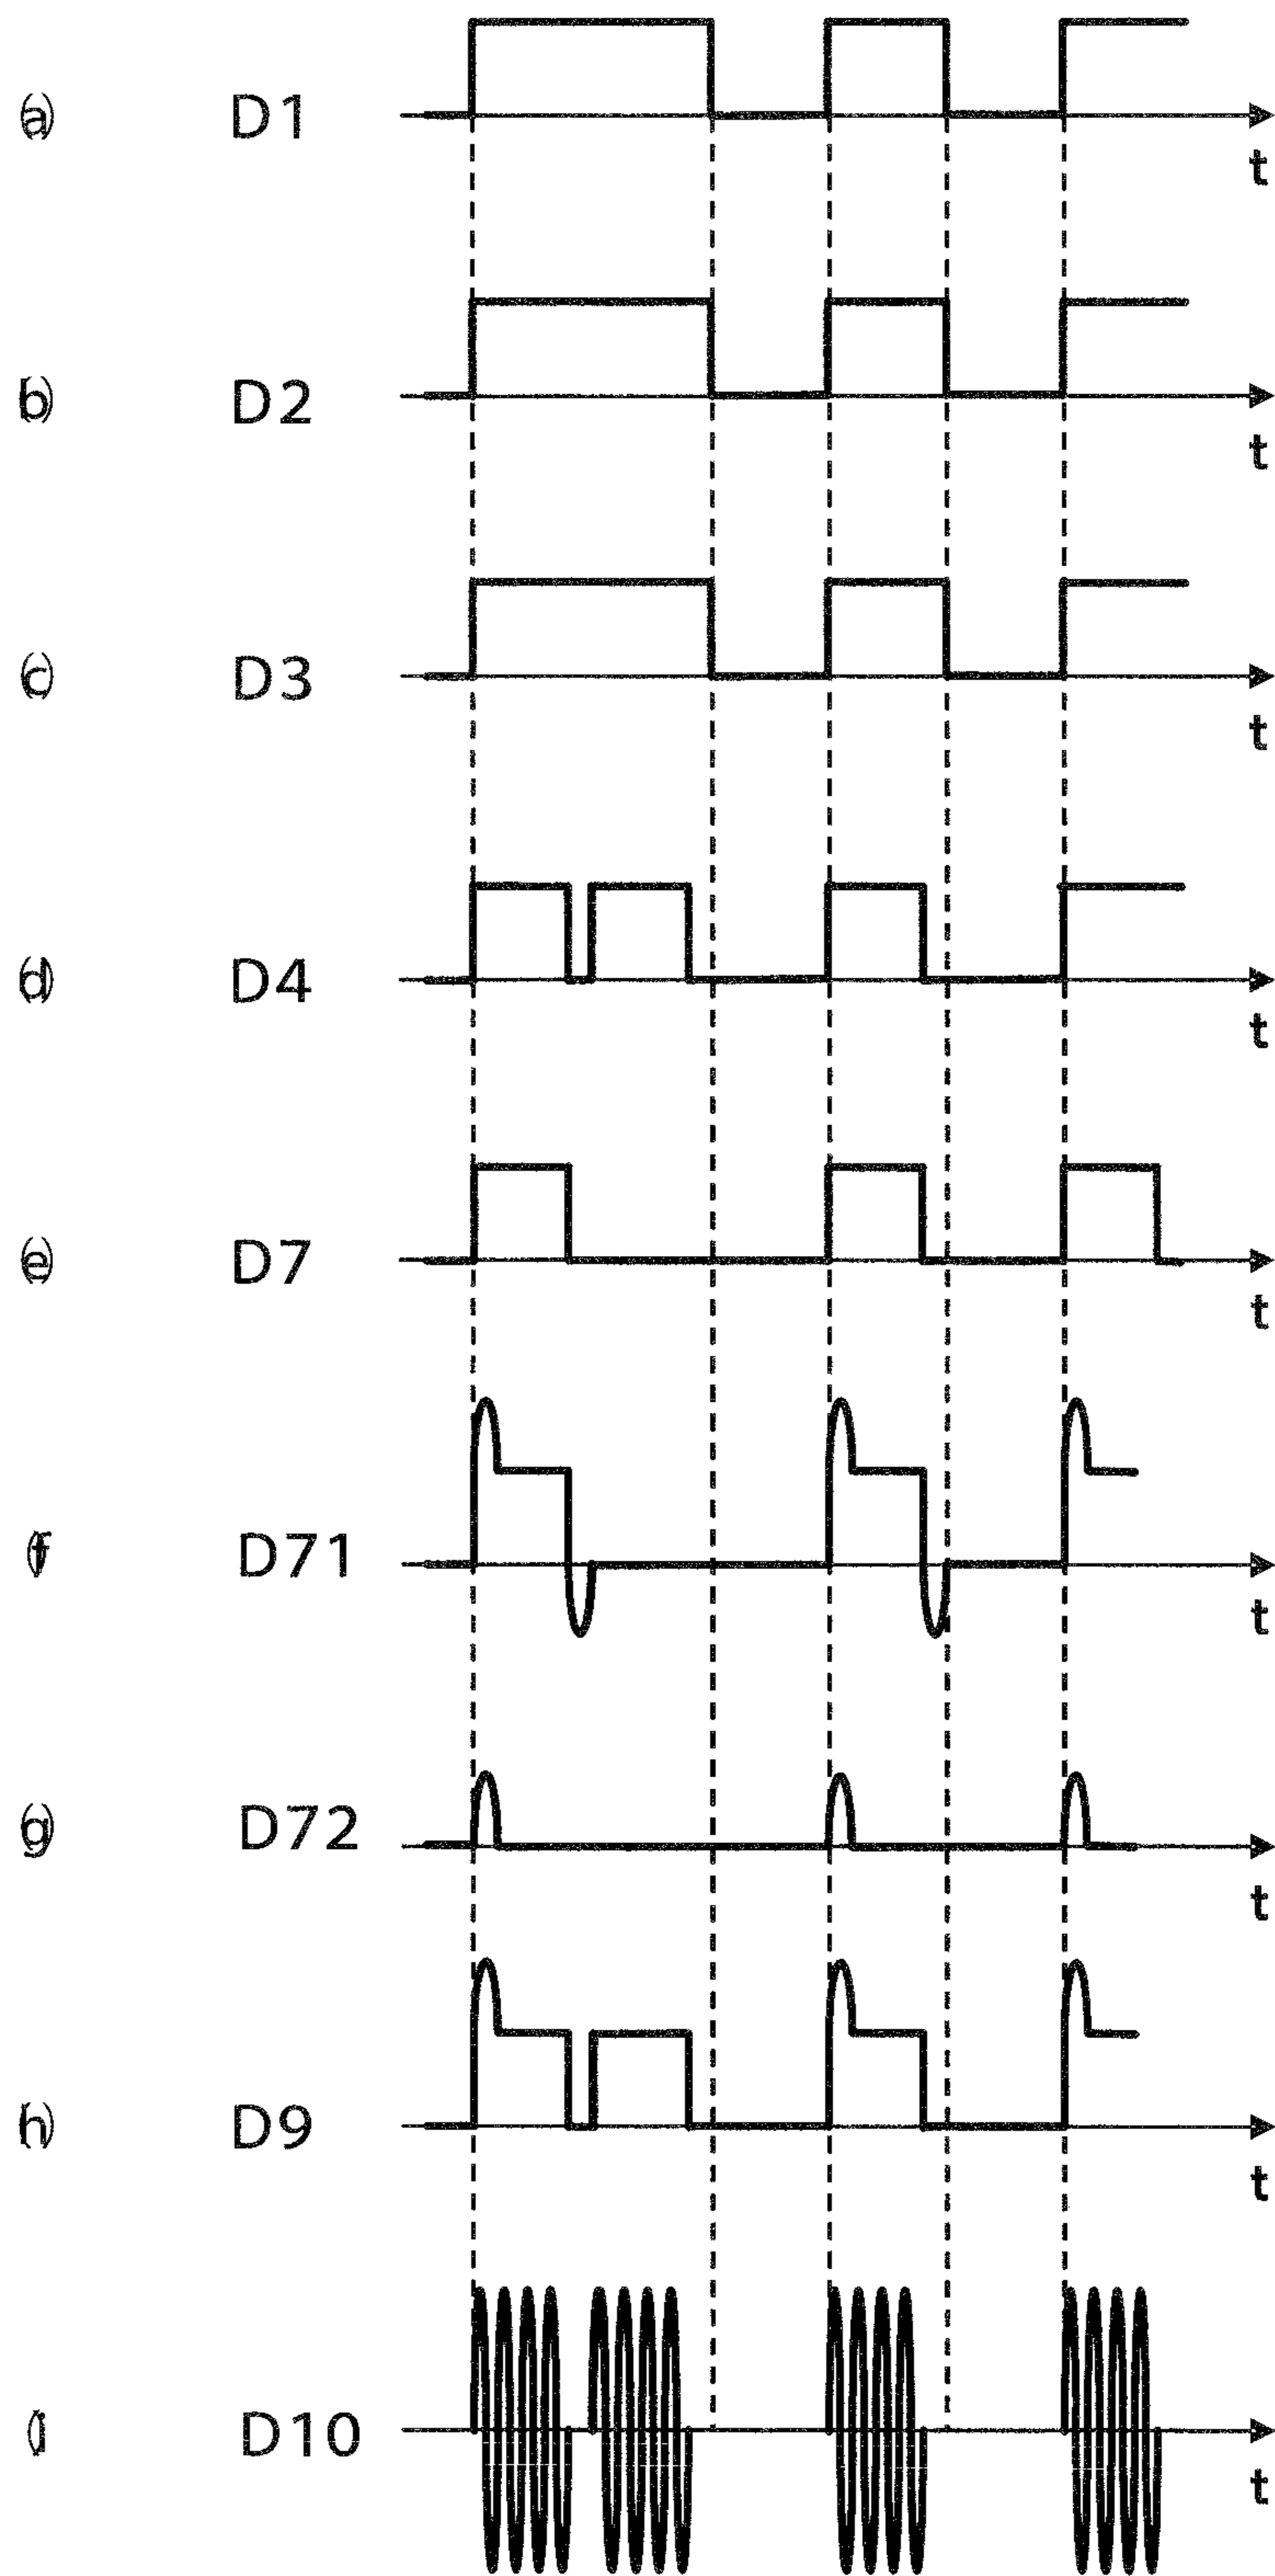 (a) D1
t
(b) D2
t
(c) D3
t
(d) D4
t
(e) D7
t
(f) D71
t
(g) D72
t
(h) D9
t
(i) D10
t